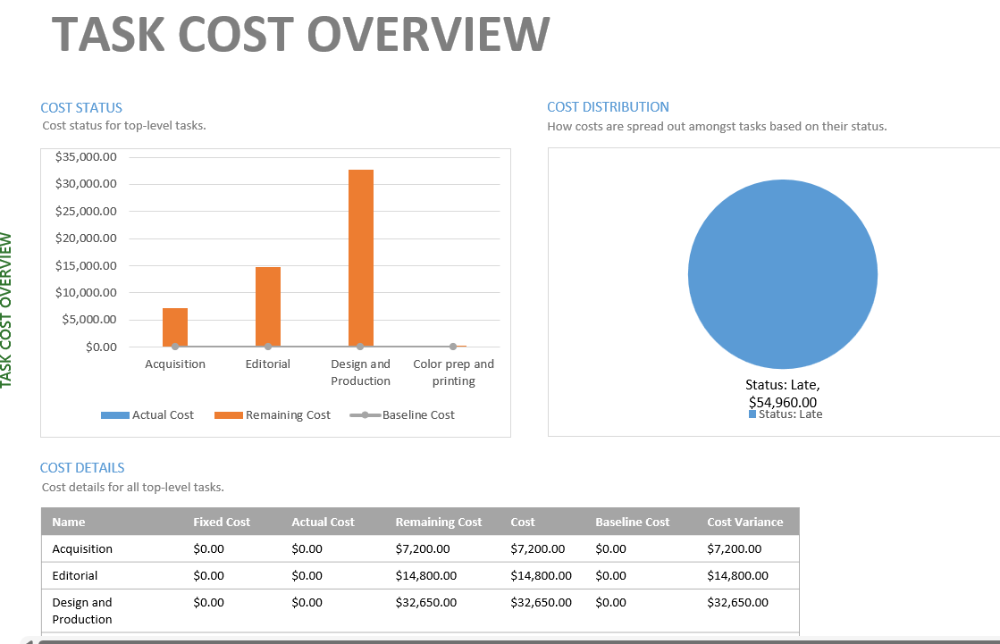 TASK COST OVERVIEW
TASK COST OVERVIEW
COST STATUS
Cost status for top-level tasks.
$35,000.00
$30,000.00
$25,000.00
$20,000.00
$15,000.00
$10,000.00
$5,000.00
$0.00
Acquisition Editorial Design and Production Color prep and printing
Actual Cost Remaining Cost Baseline Cost
COST DISTRIBUTION
How costs are spread out amongst tasks based on their status.
Status: Late,
$54,960.00
Status: Late
COST DETAILS
Cost details for all top-level tasks.
Name Fixed Cost Actual Cost Remaining Cost Cost Baseline Cost Cost Variance
Acquisition $0.00 $0.00 $7,200.00 $7,200.00 $0.00 $7,200.00
Editorial $0.00 $0.00 $14,800.00 $14,800.00 $0.00 $14,800.00
Design and $0.00 $0.00 $32,650.00 $32,650.00 $0.00 $32,650.00
Production